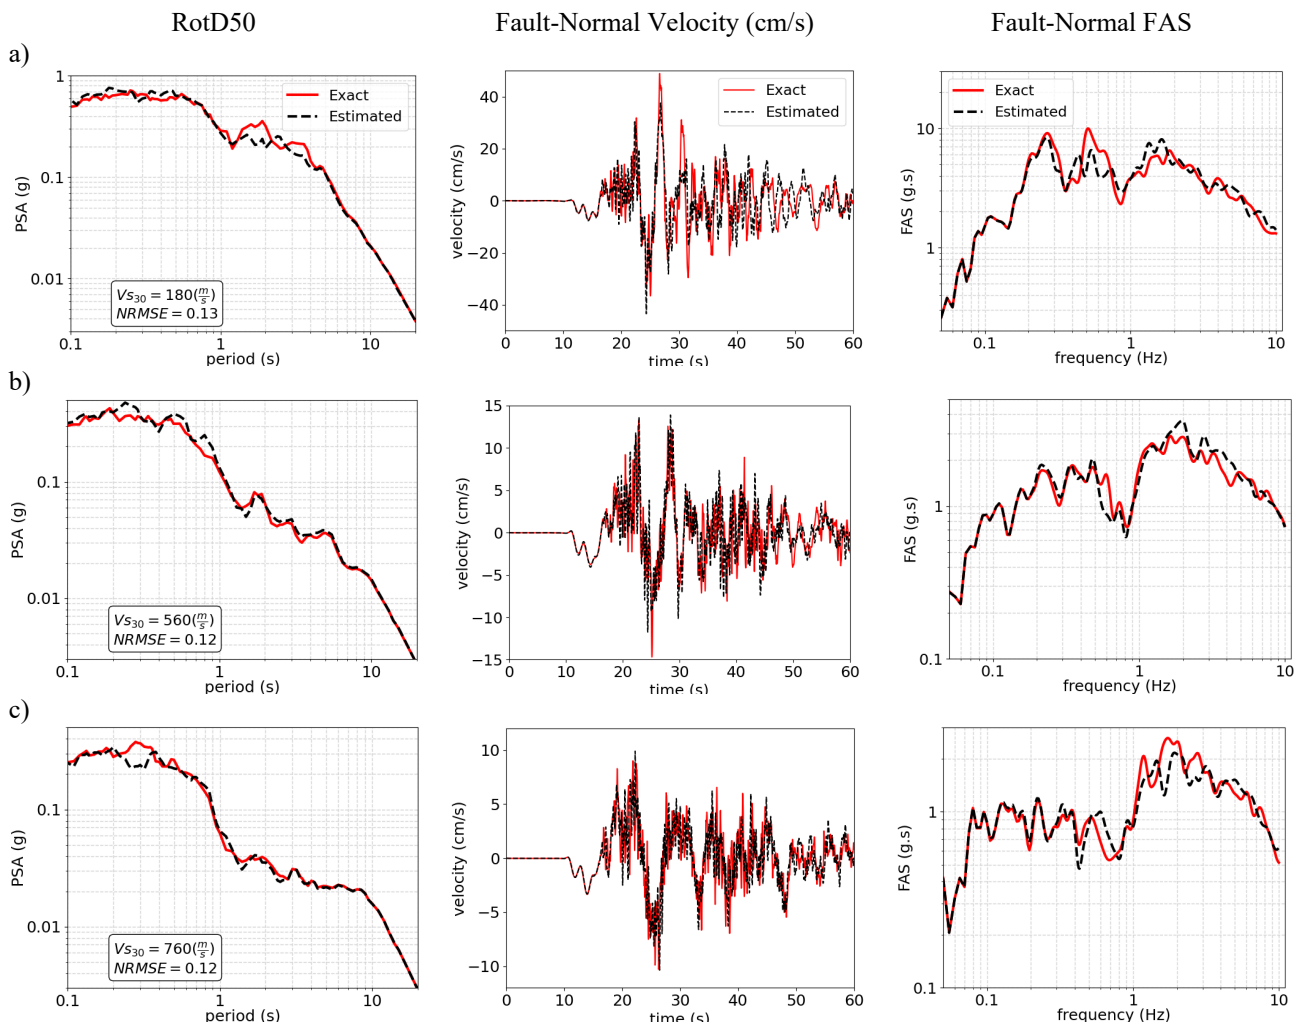 RotD50
Fault-Normal Velocity (cm/s)
Fault-Normal FAS
a)
1
0.1
0.01
PSA (g)
Exact
Estimated
Vs30 = 180(m/s)
NRMSE = 0.13
0.1 1 10
period (s)
40
20
0
−20
−40
velocity (cm/s)
Exact
Estimated
0 10 20 30 40 50 60
time (s)
10
1
FAS (g.s)
Exact
Estimated
0.1 1 10
frequency (Hz)
b)
0.1
0.01
PSA (g)
Vs30 = 560(m/s)
NRMSE = 0.12
0.1 1 10
period (s)
15
10
5
0
−5
−10
−15
velocity (cm/s)
0 10 20 30 40 50 60
time (s)
1
0.1
FAS (g.s)
0.1 1 10
frequency (Hz)
c)
0.1
0.01
PSA (g)
Vs30 = 760(m/s)
NRMSE = 0.12
0.1 1 10
period (s)
10
5
0
−5
−10
velocity (cm/s)
0 10 20 30 40 50 60
time (s)
1
0.1
FAS (g.s)
0.1 1 10
frequency (Hz)